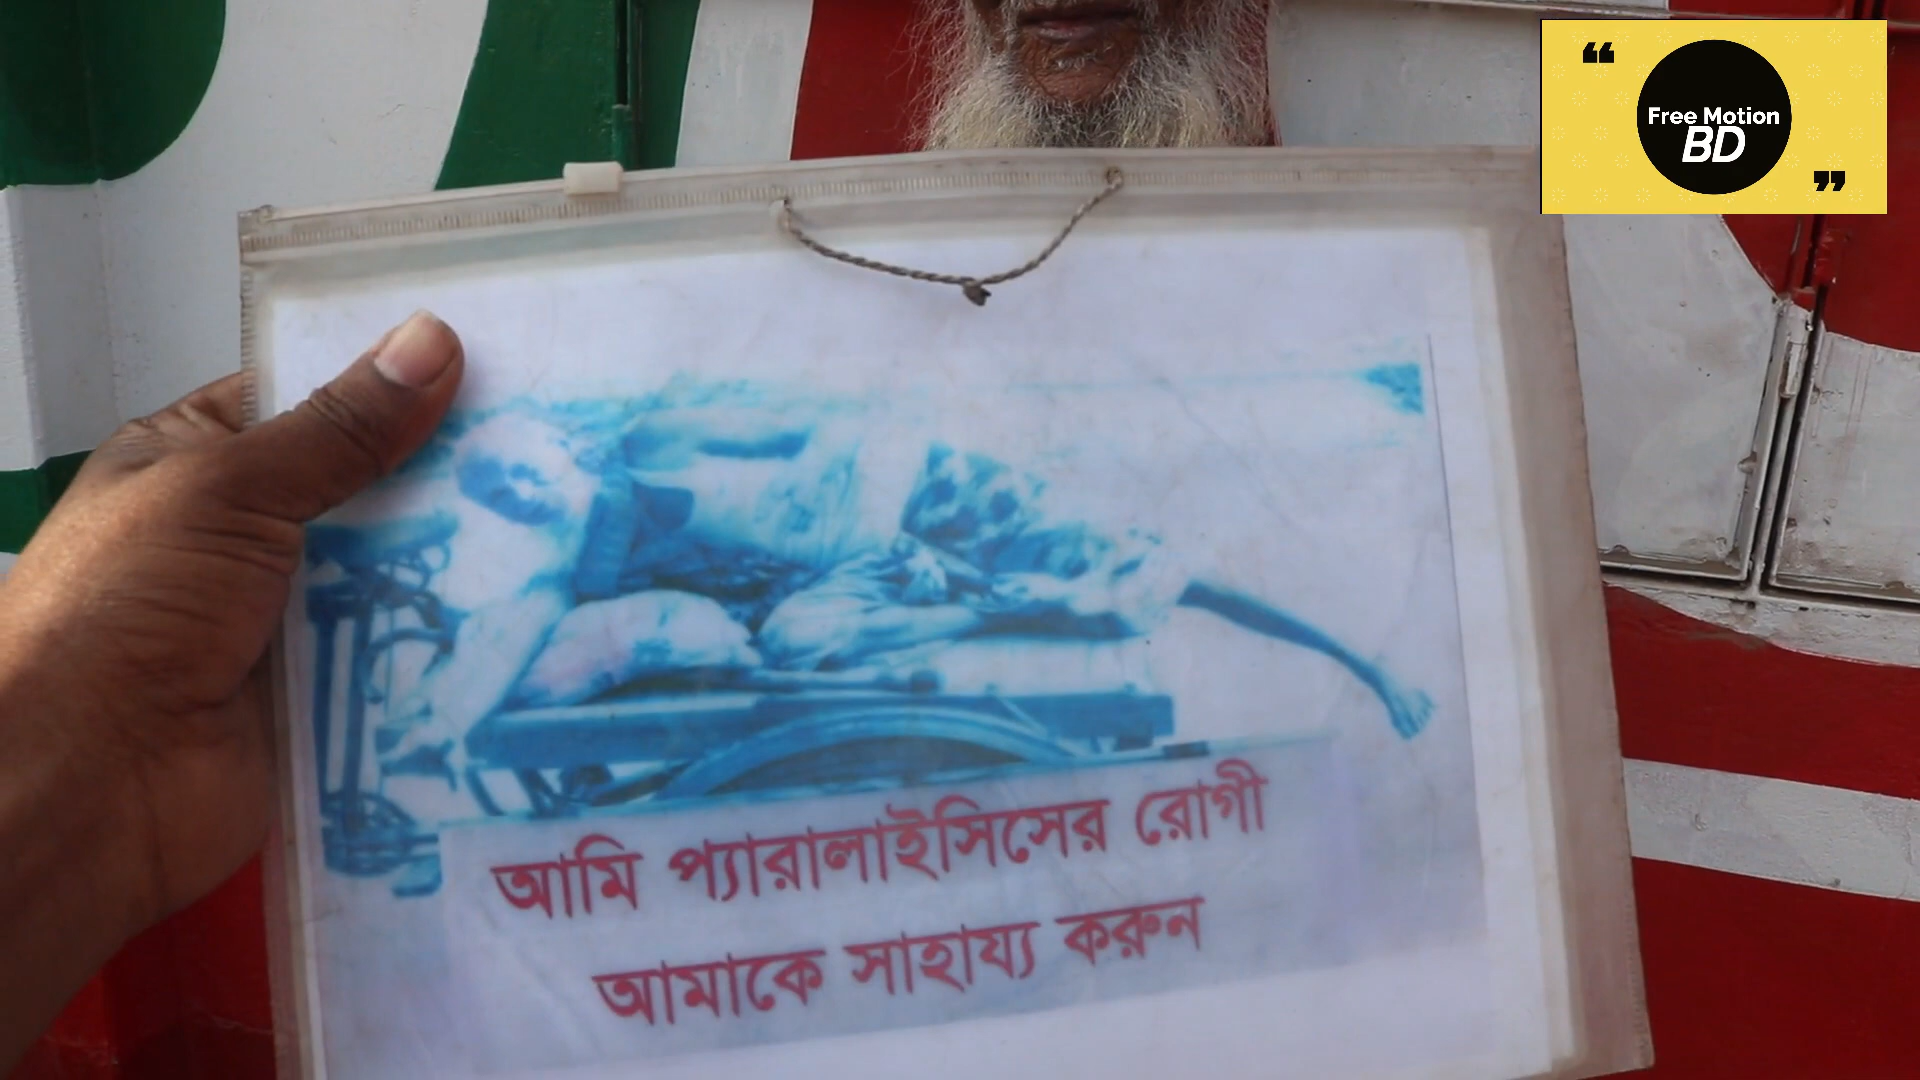 ❝
Free Motion
BD
❞
আমি প্যারালাইসিসের রোগী
আমাকে সাহায্য করুন